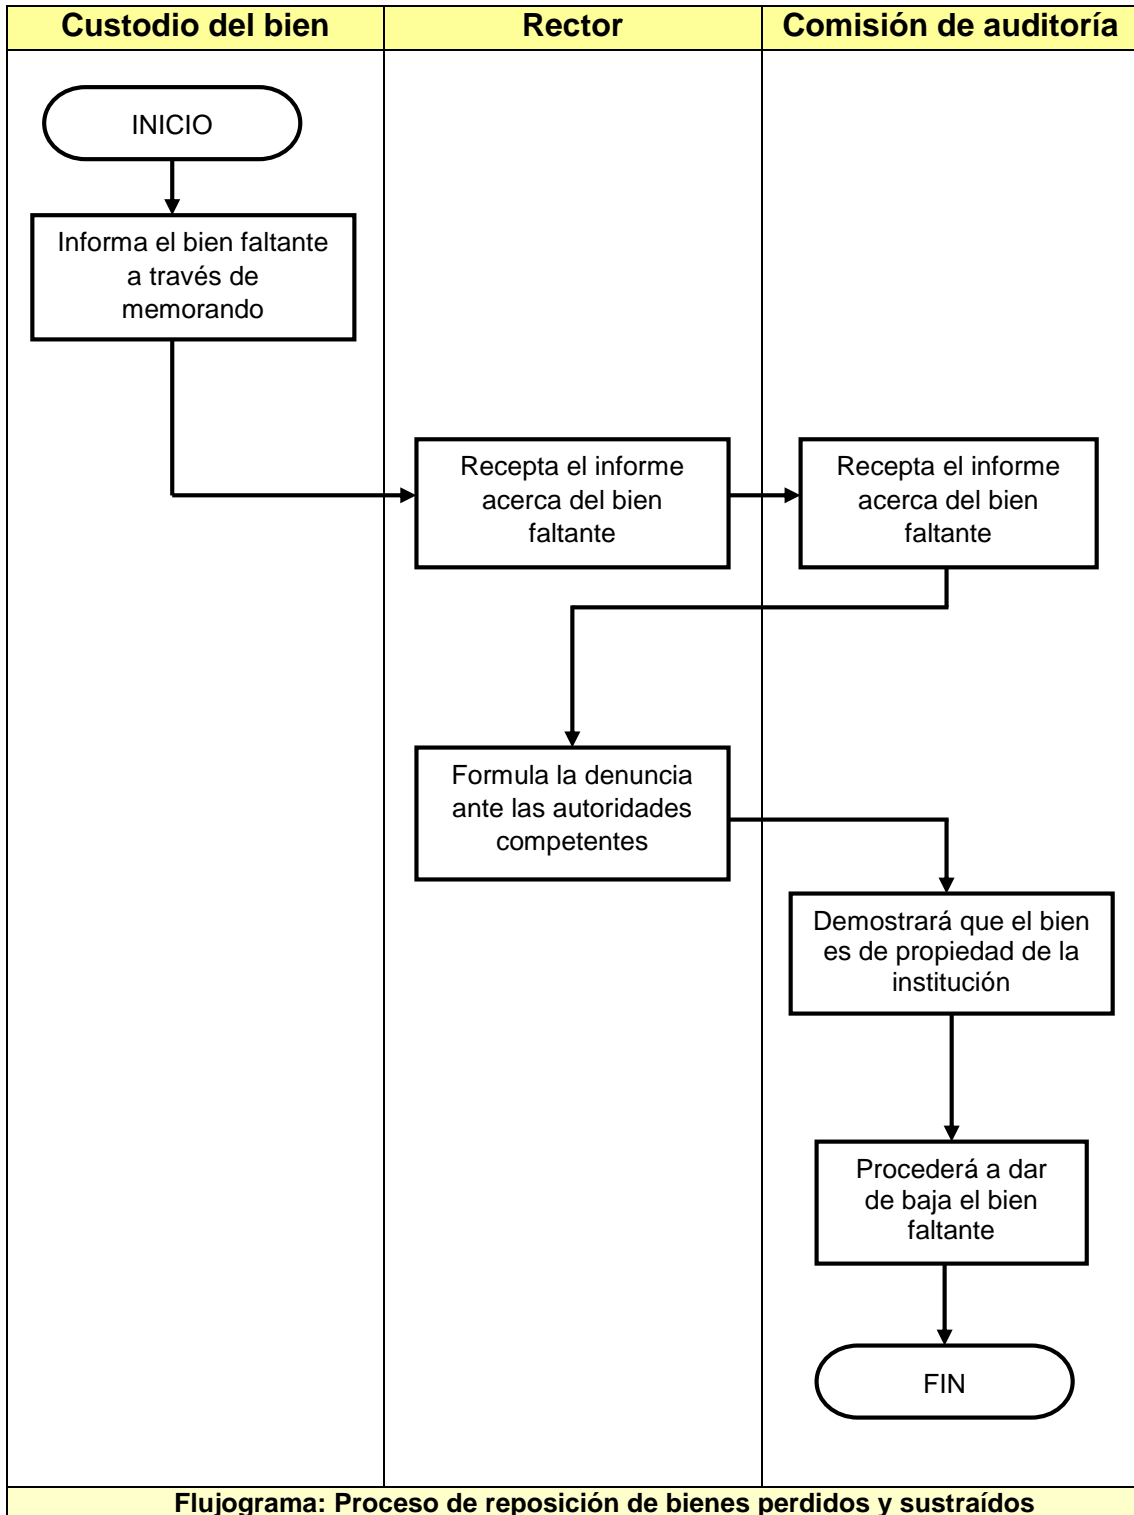 Custodio del bien
Rector
Comisión de auditoría
INICIO
Informa el bien faltante
a través de
memorando
Recepta el informe
acerca del bien
faltante
Recepta el informe
acerca del bien
faltante
Formula la denuncia
ante las autoridades
competentes
Demostrará que el bien
es de propiedad de la
institución
Procederá a dar
de baja el bien
faltante
FIN
Flujograma: Proceso de reposición de bienes perdidos y sustraídos